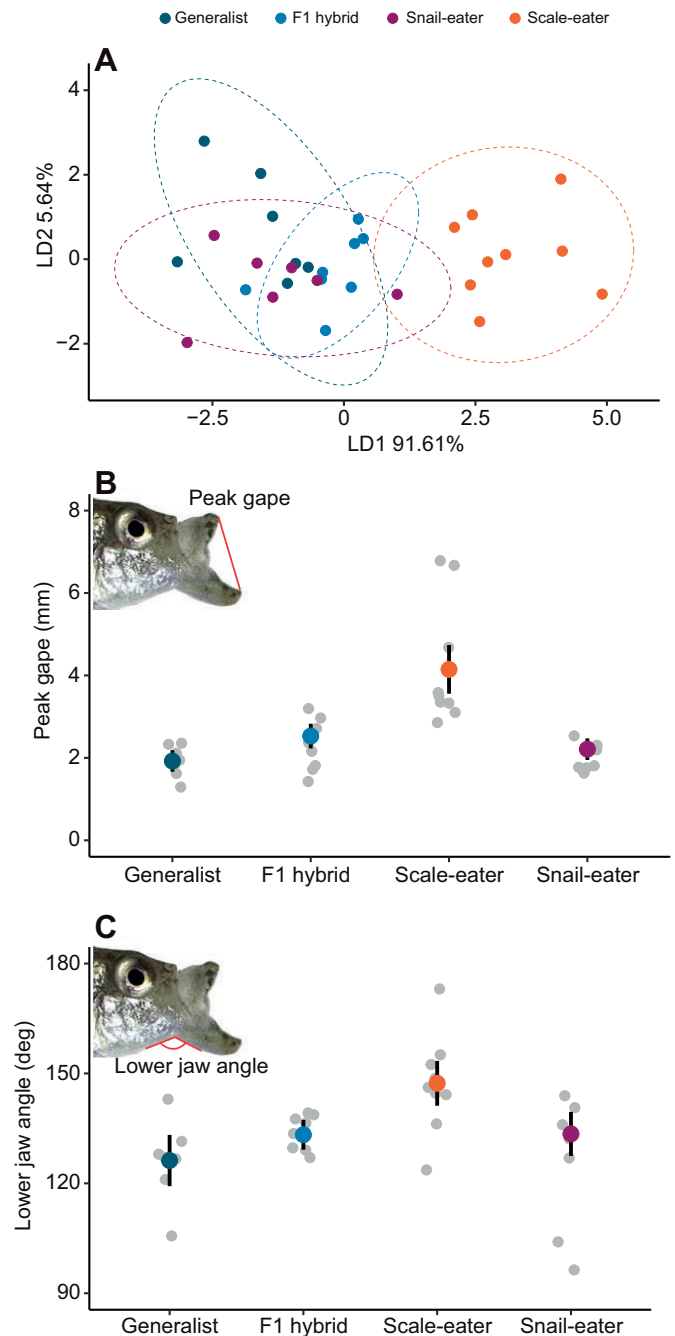 Generalist F1 hybrid Snail-eater Scale-eater
A
4
2
0
−2
LD2 5.64%
−2.5 0 2.5 5.0
LD1 91.61%
B
Peak gape
8
6
4
2
0
Peak gape (mm)
Generalist F1 hybrid Scale-eater Snail-eater
C
Lower jaw angle
180
150
120
90
Lower jaw angle (deg)
Generalist F1 hybrid Scale-eater Snail-eater